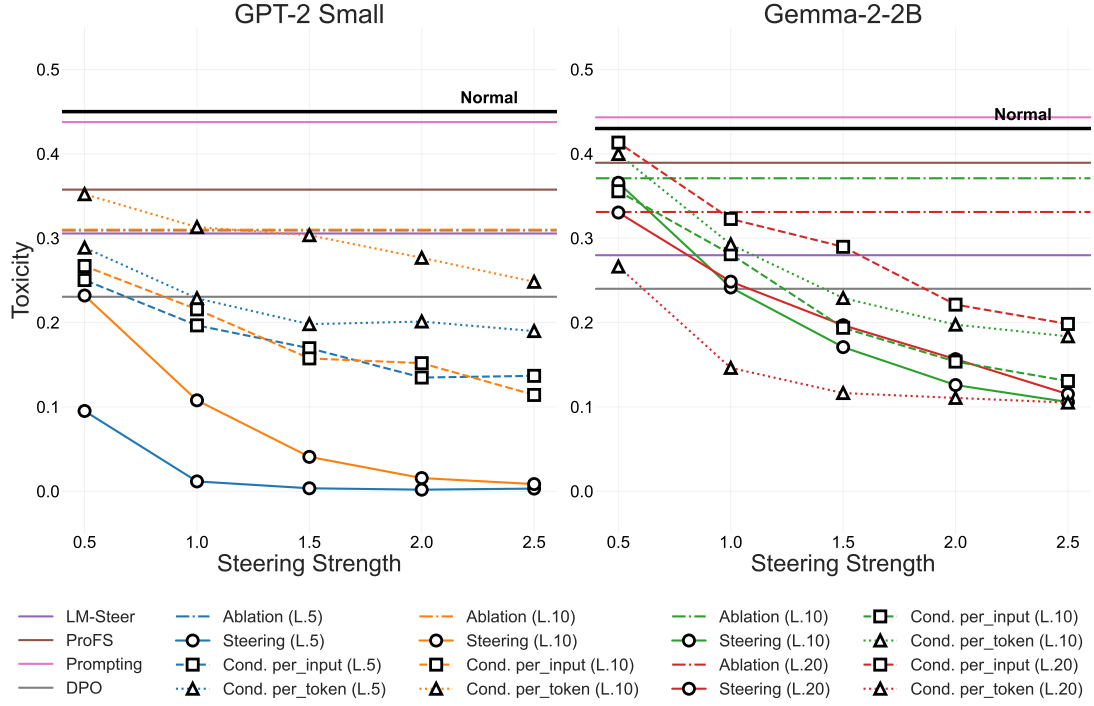 GPT-2 Small
Gemma-2-2B
Toxicity
0.5
0.4
0.3
0.2
0.1
0.0
Normal
0.5 1.0 1.5 2.0 2.5
Steering Strength
0.5
0.4
0.3
0.2
0.1
0.0
Normal
0.5 1.0 1.5 2.0 2.5
Steering Strength
LM-Steer
ProFS
Prompting
DPO
Ablation (L.5)
Steering (L.5)
Cond. per_input (L.5)
Cond. per_token (L.5)
Ablation (L.10)
Steering (L.10)
Cond. per_input (L.10)
Cond. per_token (L.10)
Ablation (L.10)
Steering (L.10)
Ablation (L.20)
Steering (L.20)
Cond. per_input (L.10)
Cond. per_token (L.10)
Cond. per_input (L.20)
Cond. per_token (L.20)